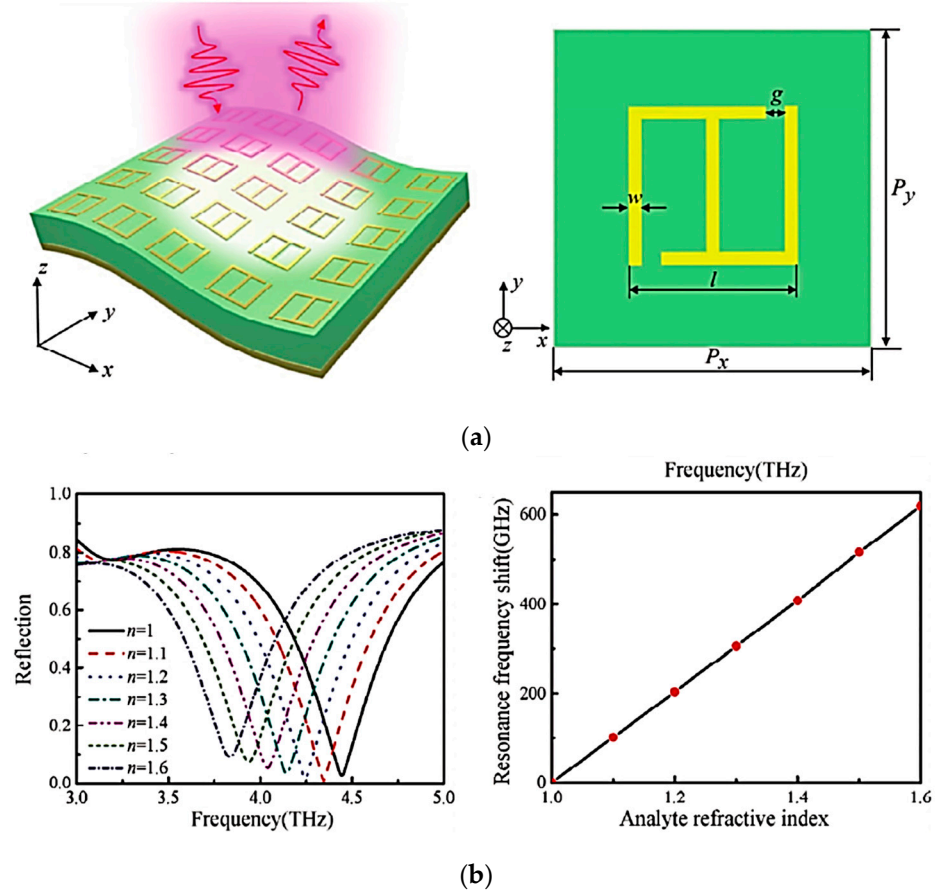 z
y
x
g
w
l
P_y
y
z
x
P_x
(a)
1.0
0.8
0.6
0.4
0.2
0.0
Reflection
n=1
n=1.1
n=1.2
n=1.3
n=1.4
n=1.5
n=1.6
3.0 3.5 4.0 4.5 5.0
Frequency(THz)
Frequency(THz)
600
400
200
0
Resonance frequency shift(GHz)
1.0 1.2 1.4 1.6
Analyte refractive index
(b)